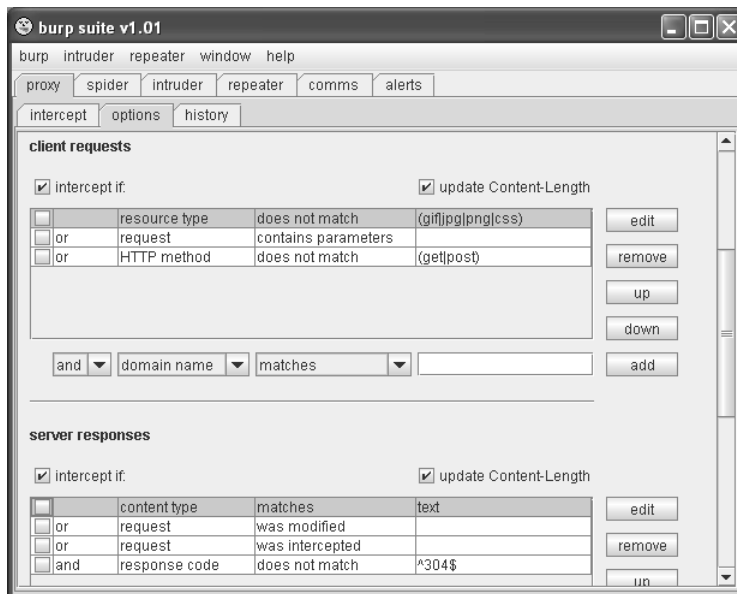 burp suite v1.01
burp intruder repeater window help
proxy spider intruder repeater comms alerts
intercept options history
client requests
intercept if: update Content-Length
resource type does not match (gif|jpg|png|css) edit
or request contains parameters
or HTTP method does not match (get|post) remove
up
down
and domain name matches add
server responses
intercept if: update Content-Length
content type matches text edit
or request was modified
or request was intercepted remove
and response code does not match ^304$
up